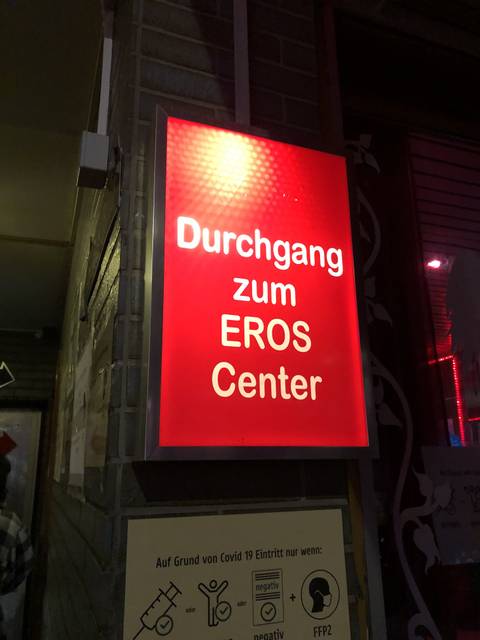 Durchgang
zum
EROS
Center
Auf Grund von Covid 19 Eintritt nur wenn:
oder oder negativ +
negativ FFP2